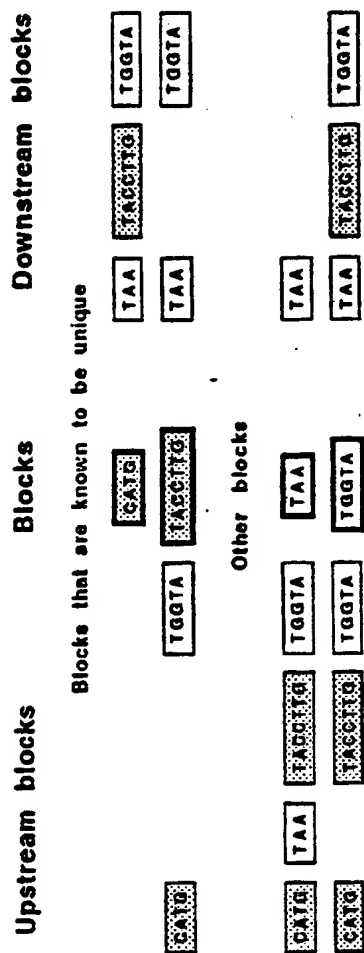 Upstream blocks Blocks Downstream blocks
Blocks that are known to be unique
CATG TAA TACCTTG TGGTA
CATG TGGTA TACCTTG TAA TGGTA
Other blocks
CATG TAA TACCTTG TGGTA TAA TAA
CATG TACCTTG TGGTA TGGTA TAA TACCTTG TGGTA